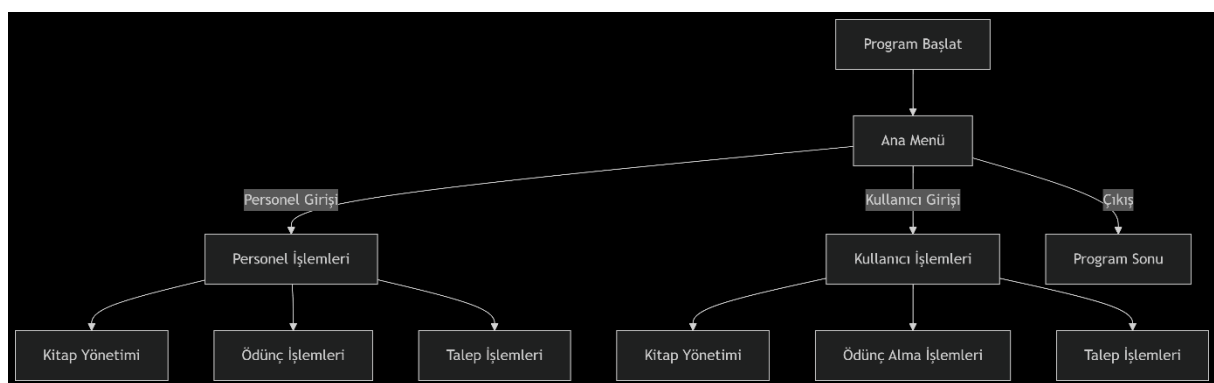 Program Başlat
Ana Menü
Personel Girişi
Kullanıcı Girişi
Çıkış
Personel İşlemleri
Kullanıcı İşlemleri
Program Sonu
Kitap Yönetimi
Ödünç İşlemleri
Talep İşlemleri
Kitap Yönetimi
Ödünç Alma İşlemleri
Talep İşlemleri